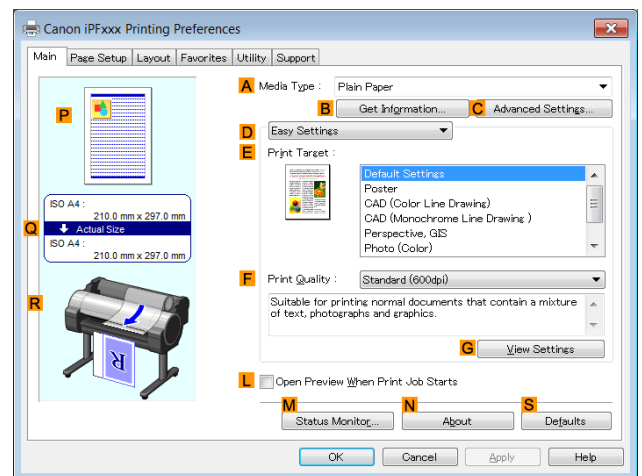 Canon iPFxxx Printing Preferences
Main Page Setup Layout Favorites Utility Support
A Media Type : Plain Paper
B Get Information... C Advanced Settings...
P
D Easy Settings
E Print Target :
Default Settings
Poster
CAD (Color Line Drawing)
CAD (Monochrome Line Drawing )
Perspective, GIS
Photo (Color)
ISO A4 :
210.0 mm x 297.0 mm
Q Actual Size
ISO A4 :
210.0 mm x 297.0 mm
F Print Quality : Standard (600dpi)
Suitable for printing normal documents that contain a mixture
of text, photographs and graphics.
R
R
G View Settings
L Open Preview When Print Job Starts
M N S
Status Monitor... About Defaults
OK Cancel Apply Help